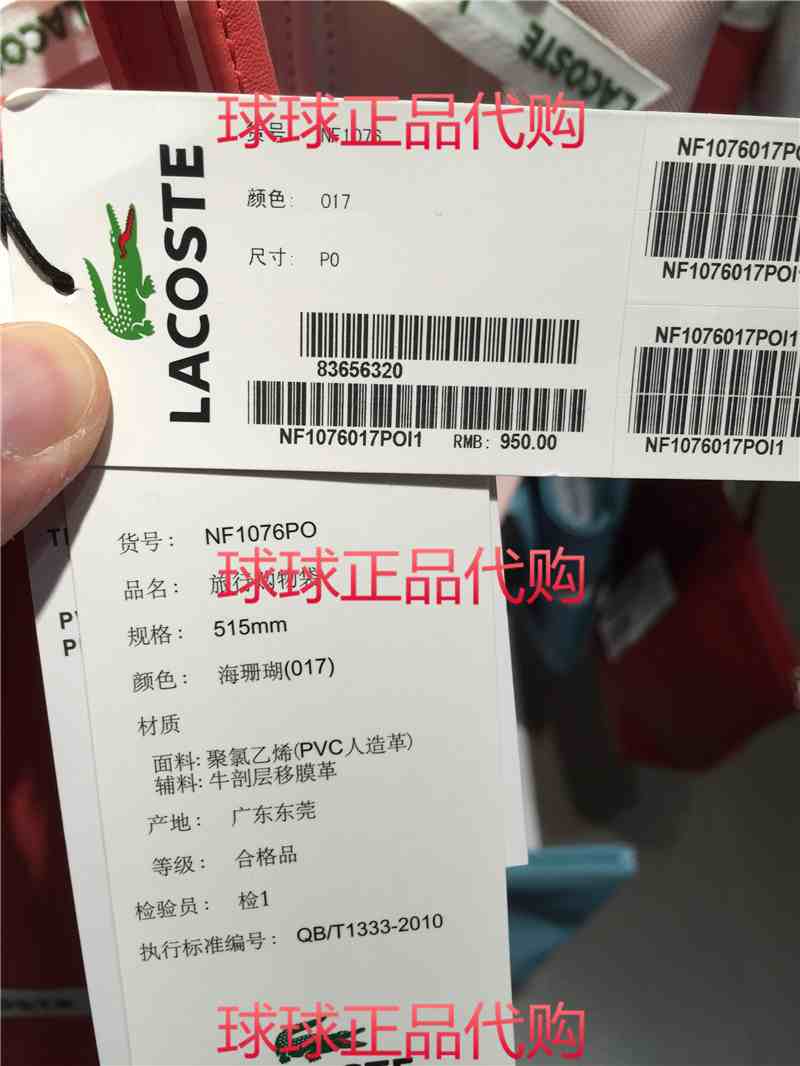 LACOSTE
LACOSTE
球球正品代购
货号: NF1076
颜色: 017
尺寸: P0
LACOSTE
83656320
NF1076017POI1 RMB: 950.00
NF1076017PO
NF1076017POI1
NF1076017POI1
NF1076017POI1
货号: NF1076PO
品名: 旅行购物袋
球球正品代购
规格: 515mm
颜色: 海珊瑚(017)
材质
面料: 聚氯乙烯(PVC人造革)
辅料: 牛剖层移膜革
产地: 广东东莞
等级: 合格品
检验员: 检1
执行标准编号: QB/T1333-2010
球球正品代购